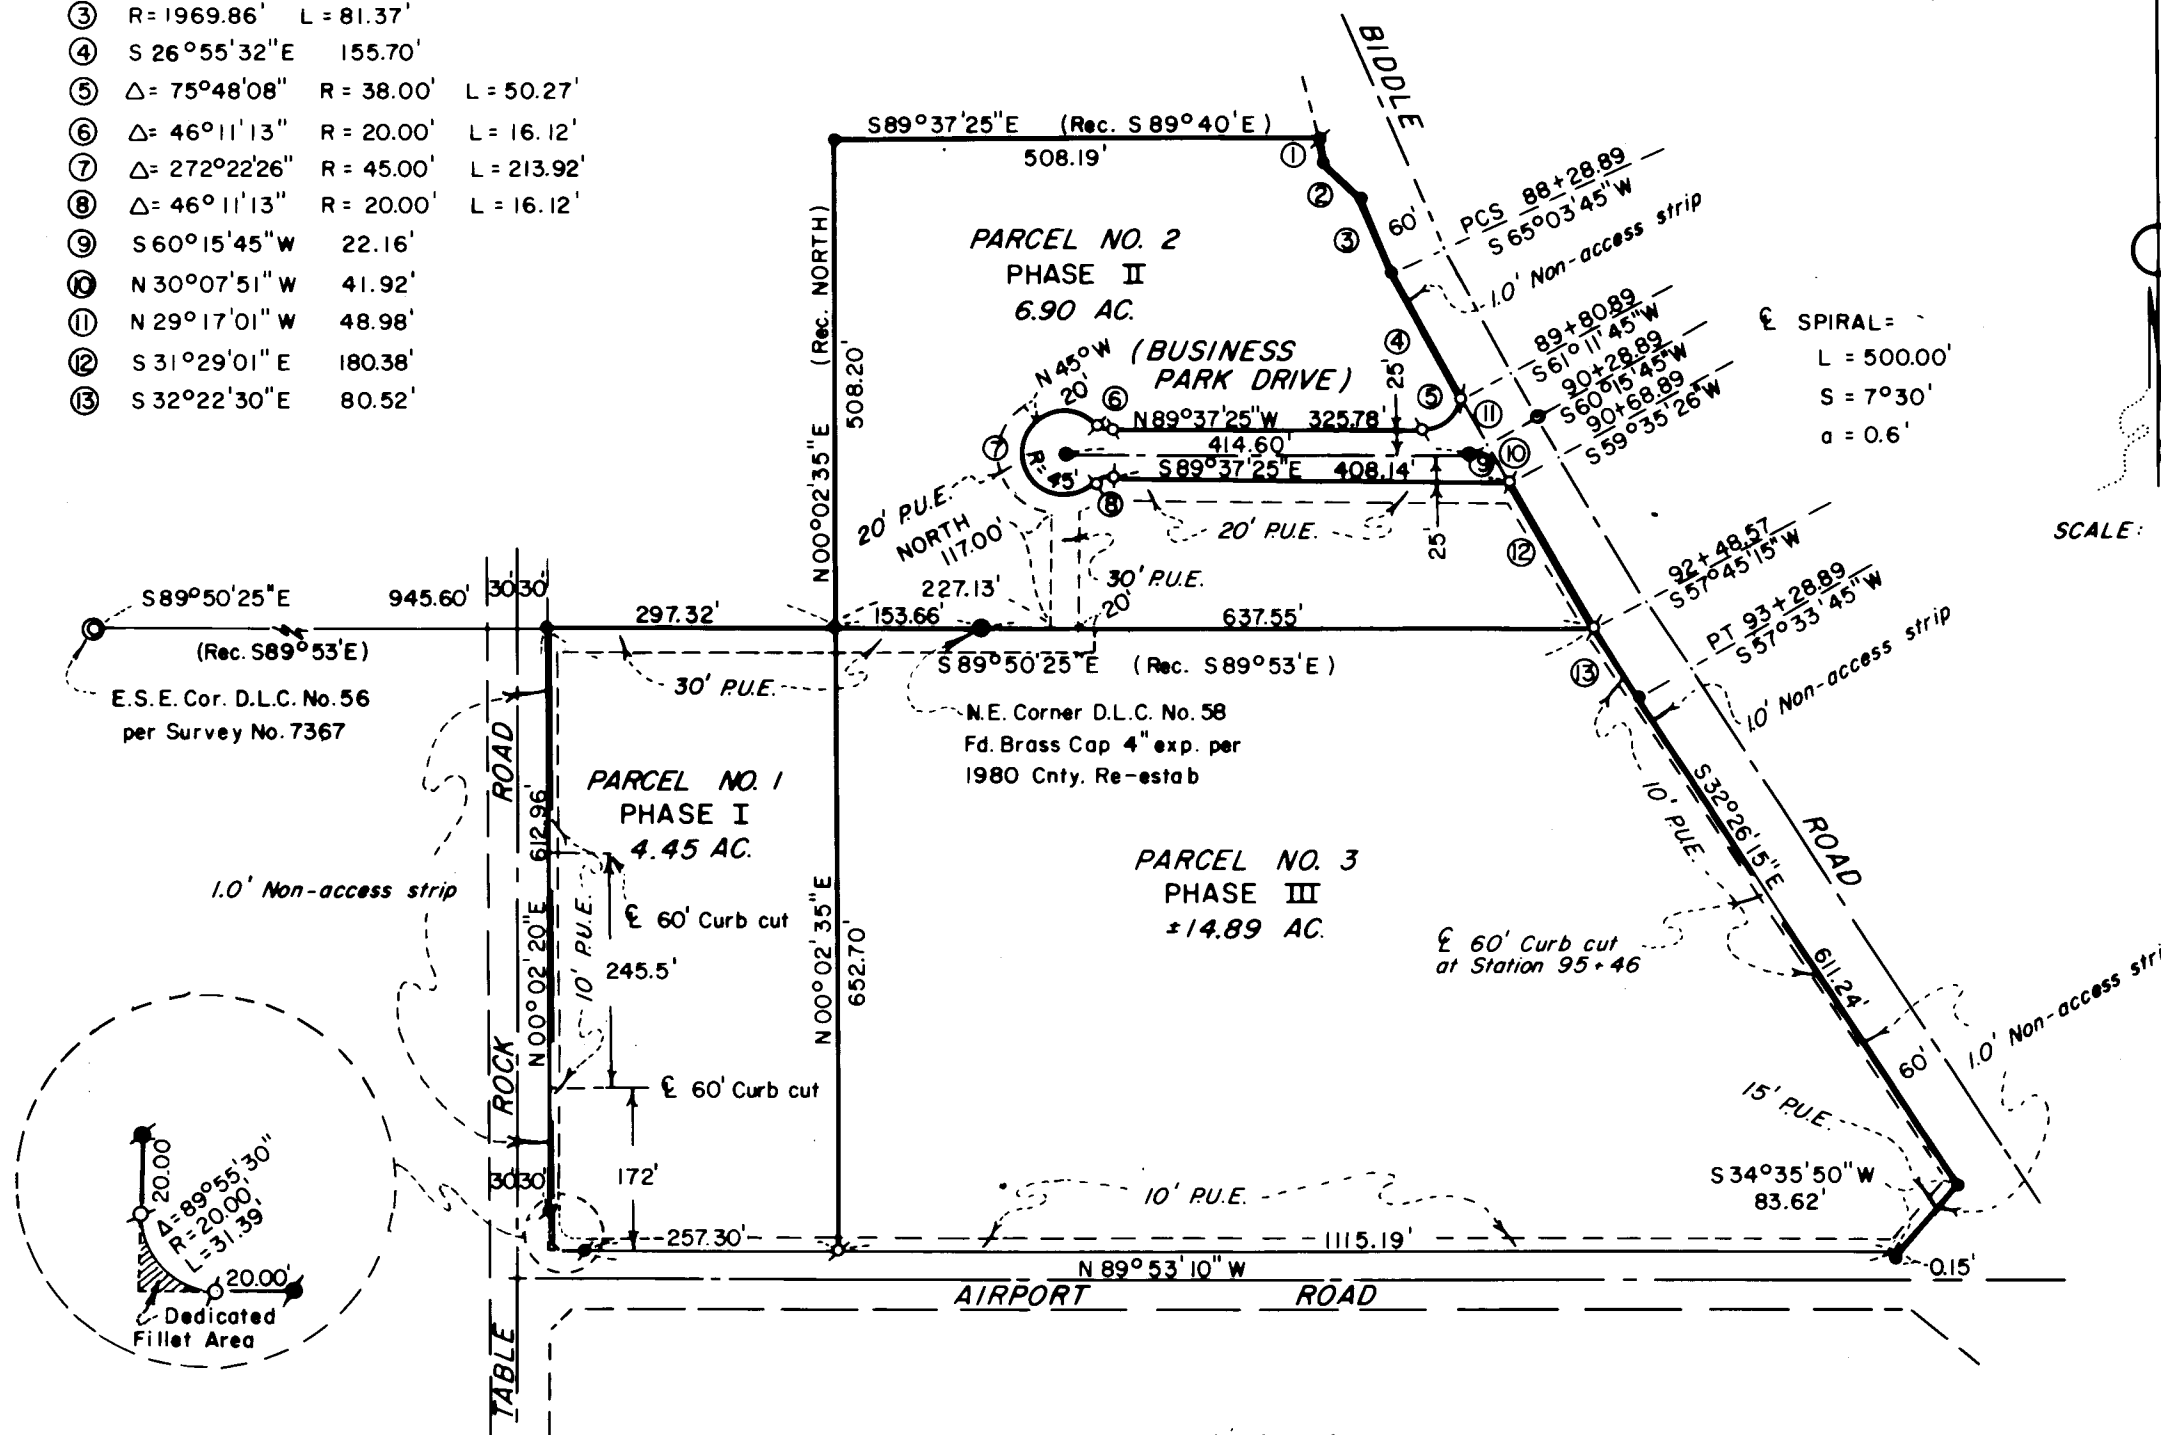 ③ R = 1969.86' L = 81.37'
④ S 26°55'32"E 155.70'
⑤ Δ= 75°48'08" R = 38.00' L = 50.27'
⑥ Δ= 46°11'13" R = 20.00' L = 16.12'
⑦ Δ= 272°22'26" R = 45.00' L = 213.92'
⑧ Δ= 46°11'13" R = 20.00' L = 16.12'
⑨ S 60°15'45"W 22.16'
⑩ N 30°07'51"W 41.92'
⑪ N 29°17'01"W 48.98'
⑫ S 31°29'01"E 180.38'
⑬ S 32°22'30"E 80.52'
BIDDLE
S89°37'25"E (Rec. S 89°40'E)
508.19'
①
②
③
60'
PCS 88+28.89
S 65°03'45"W
1.0' Non-access strip
PARCEL NO. 2
PHASE II
6.90 AC.
(Rec. NORTH)
508.20'
N00°02'35"E
(BUSINESS
PARK DRIVE)
④
25'
89+80.89
S61°11'45"W
90+28.89
S60°15'45"W
90+68.89
S59°35'26"W
℄ SPIRAL=
L = 500.00'
S = 7°30'
a = 0.6'
N 45° W
20'
⑥
⑤
⑪
N89°37'25"W 325.78'
⑦
414.60'
⑨
⑩
R=45'
S89°37'25"E 408.14'
⑧
20' P.U.E.
NORTH
117.00'
20' P.U.E.
25'
⑫
SCALE:
92+48.57
S57°45'15"W
30' P.U.E.
20'
S89°50'25"E 945.60'
30' 30'
297.32'
153.66'
227.13'
637.55'
(Rec. S89°53'E)
S89°50'25"E (Rec. S89°53'E)
30' P.U.E.
⑬
PT 93+28.89
S57°33'45"W
1.0' Non-access strip
E.S.E. Cor. D.L.C. No. 56
per Survey No. 7367
N.E. Corner D.L.C. No. 58
Fd. Brass Cap 4" exp. per
1980 Cnty. Re-estab
ROAD
612.96'
N00°02'20"E
PARCEL NO. 1
PHASE I
4.45 AC.
1.0' Non-access strip
℄ 60' Curb cut
10' P.U.E.
245.5'
℄ 60' Curb cut
172'
N00°02'35"E
652.70'
PARCEL NO. 3
PHASE III
±14.89 AC.
S32°26'15"E
10' P.U.E.
ROAD
℄ 60' Curb cut
at Station 95+46
611.24'
60'
1.0' Non-access
15' P.U.E.
ROCK
30' 30'
10' P.U.E.
S34°35'50"W
83.62'
257.30'
1115.19'
N 89°53'10"W
0.15'
AIRPORT ROAD
TABLE
20.00'
Δ=89°55'30"
R=20.00'
L=31.39'
20.00'
Dedicated
Fillet Area